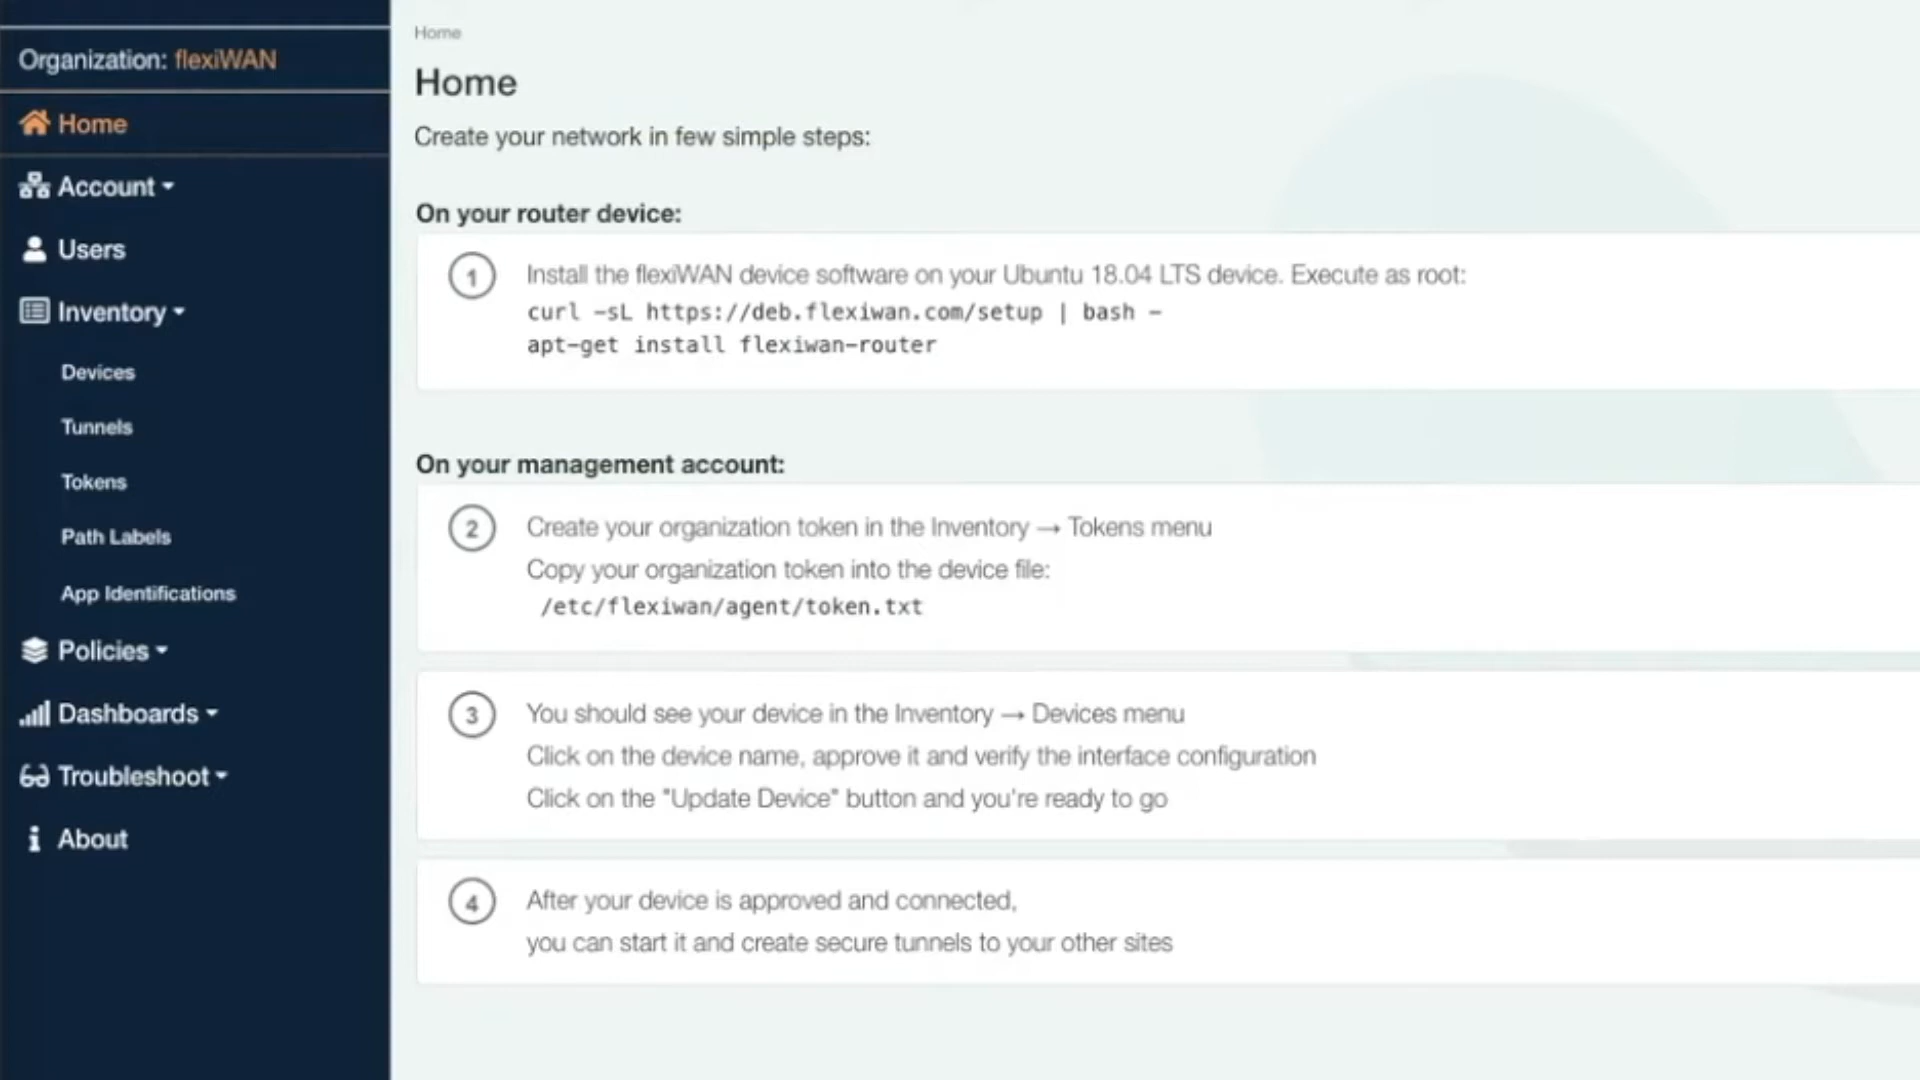 Organization: flexiWAN
Home
Account
Users
Inventory
Devices
Tunnels
Tokens
Path Labels
App Identifications
Policies
Dashboards
Troubleshoot
About
Home
Home
Create your network in few simple steps:
On your router device:
1
Install the flexiWAN device software on your Ubuntu 18.04 LTS device. Execute as root:
curl -sL https://deb.flexiwan.com/setup | bash -
apt-get install flexiwan-router
On your management account:
2
Create your organization token in the Inventory → Tokens menu
Copy your organization token into the device file:
/etc/flexiwan/agent/token.txt
3
You should see your device in the Inventory → Devices menu
Click on the device name, approve it and verify the interface configuration
Click on the "Update Device" button and you're ready to go
4
After your device is approved and connected,
you can start it and create secure tunnels to your other sites